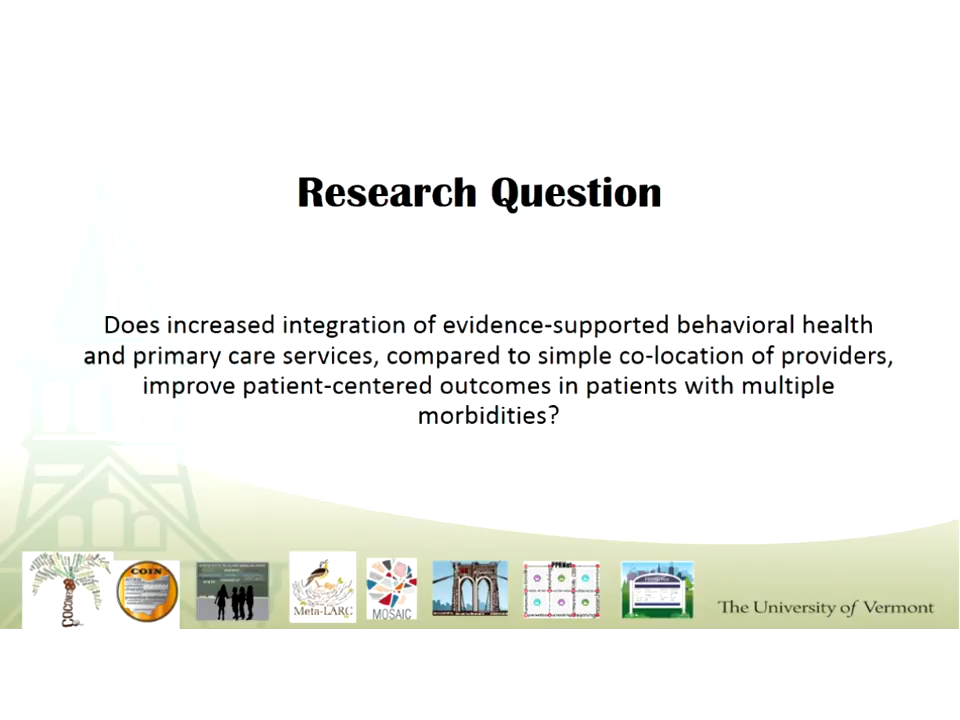 Research Question
Does increased integration of evidence-supported behavioral health
and primary care services, compared to simple co-location of providers,
improve patient-centered outcomes in patients with multiple
morbidities?
COIN
Meta-LARC
MOSAIC
The University of Vermont